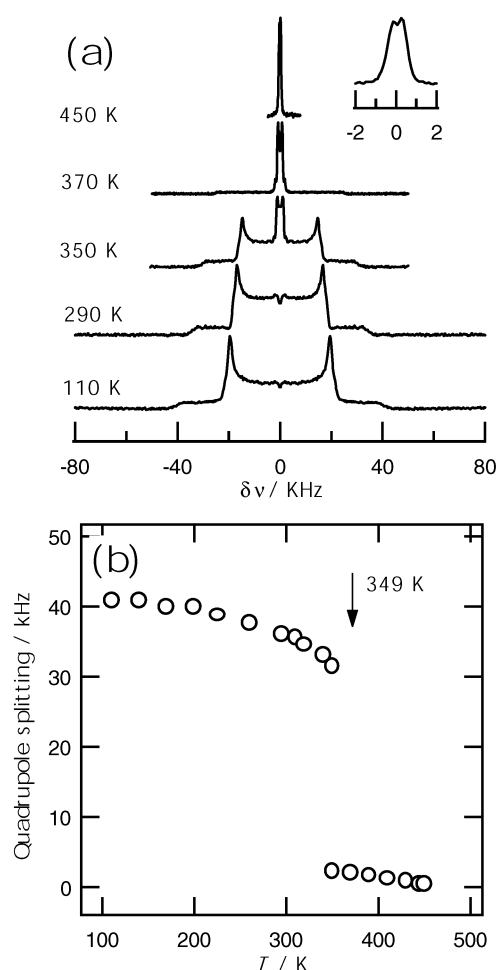 (a)
450 K
-2 0 2
370 K
350 K
290 K
110 K
-80 -40 0 40 80
δν / KHz
(b)
349 K
50
40
30
20
10
0
Quadrupole splitting / kHz
100 200 300 400 500
T / K